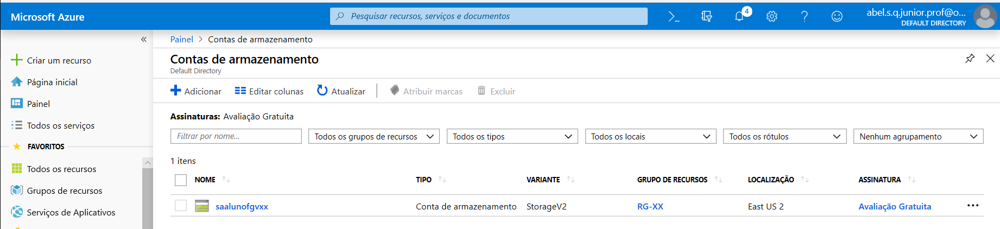 Microsoft Azure
Pesquisar recursos, serviços e documentos
4
abel.s.q.junior.prof@o...
DEFAULT DIRECTORY
«
Painel > Contas de armazenamento
Contas de armazenamento
Default Directory
Criar um recurso
Página inicial
Painel
Todos os serviços
FAVORITOS
Todos os recursos
Grupos de recursos
Serviços de Aplicativos
Adicionar Editar colunas Atualizar Atribuir marcas Excluir
Assinaturas: Avaliação Gratuita
Filtrar por nome... Todos os grupos de recursos Todos os tipos Todos os locais Todos os rótulos Nenhum agrupamento
1 itens
NOME TIPO VARIANTE GRUPO DE RECURSOS LOCALIZAÇÃO ASSINATURA
saalunofgvxx Conta de armazenamento StorageV2 RG-XX East US 2 Avaliação Gratuita ...